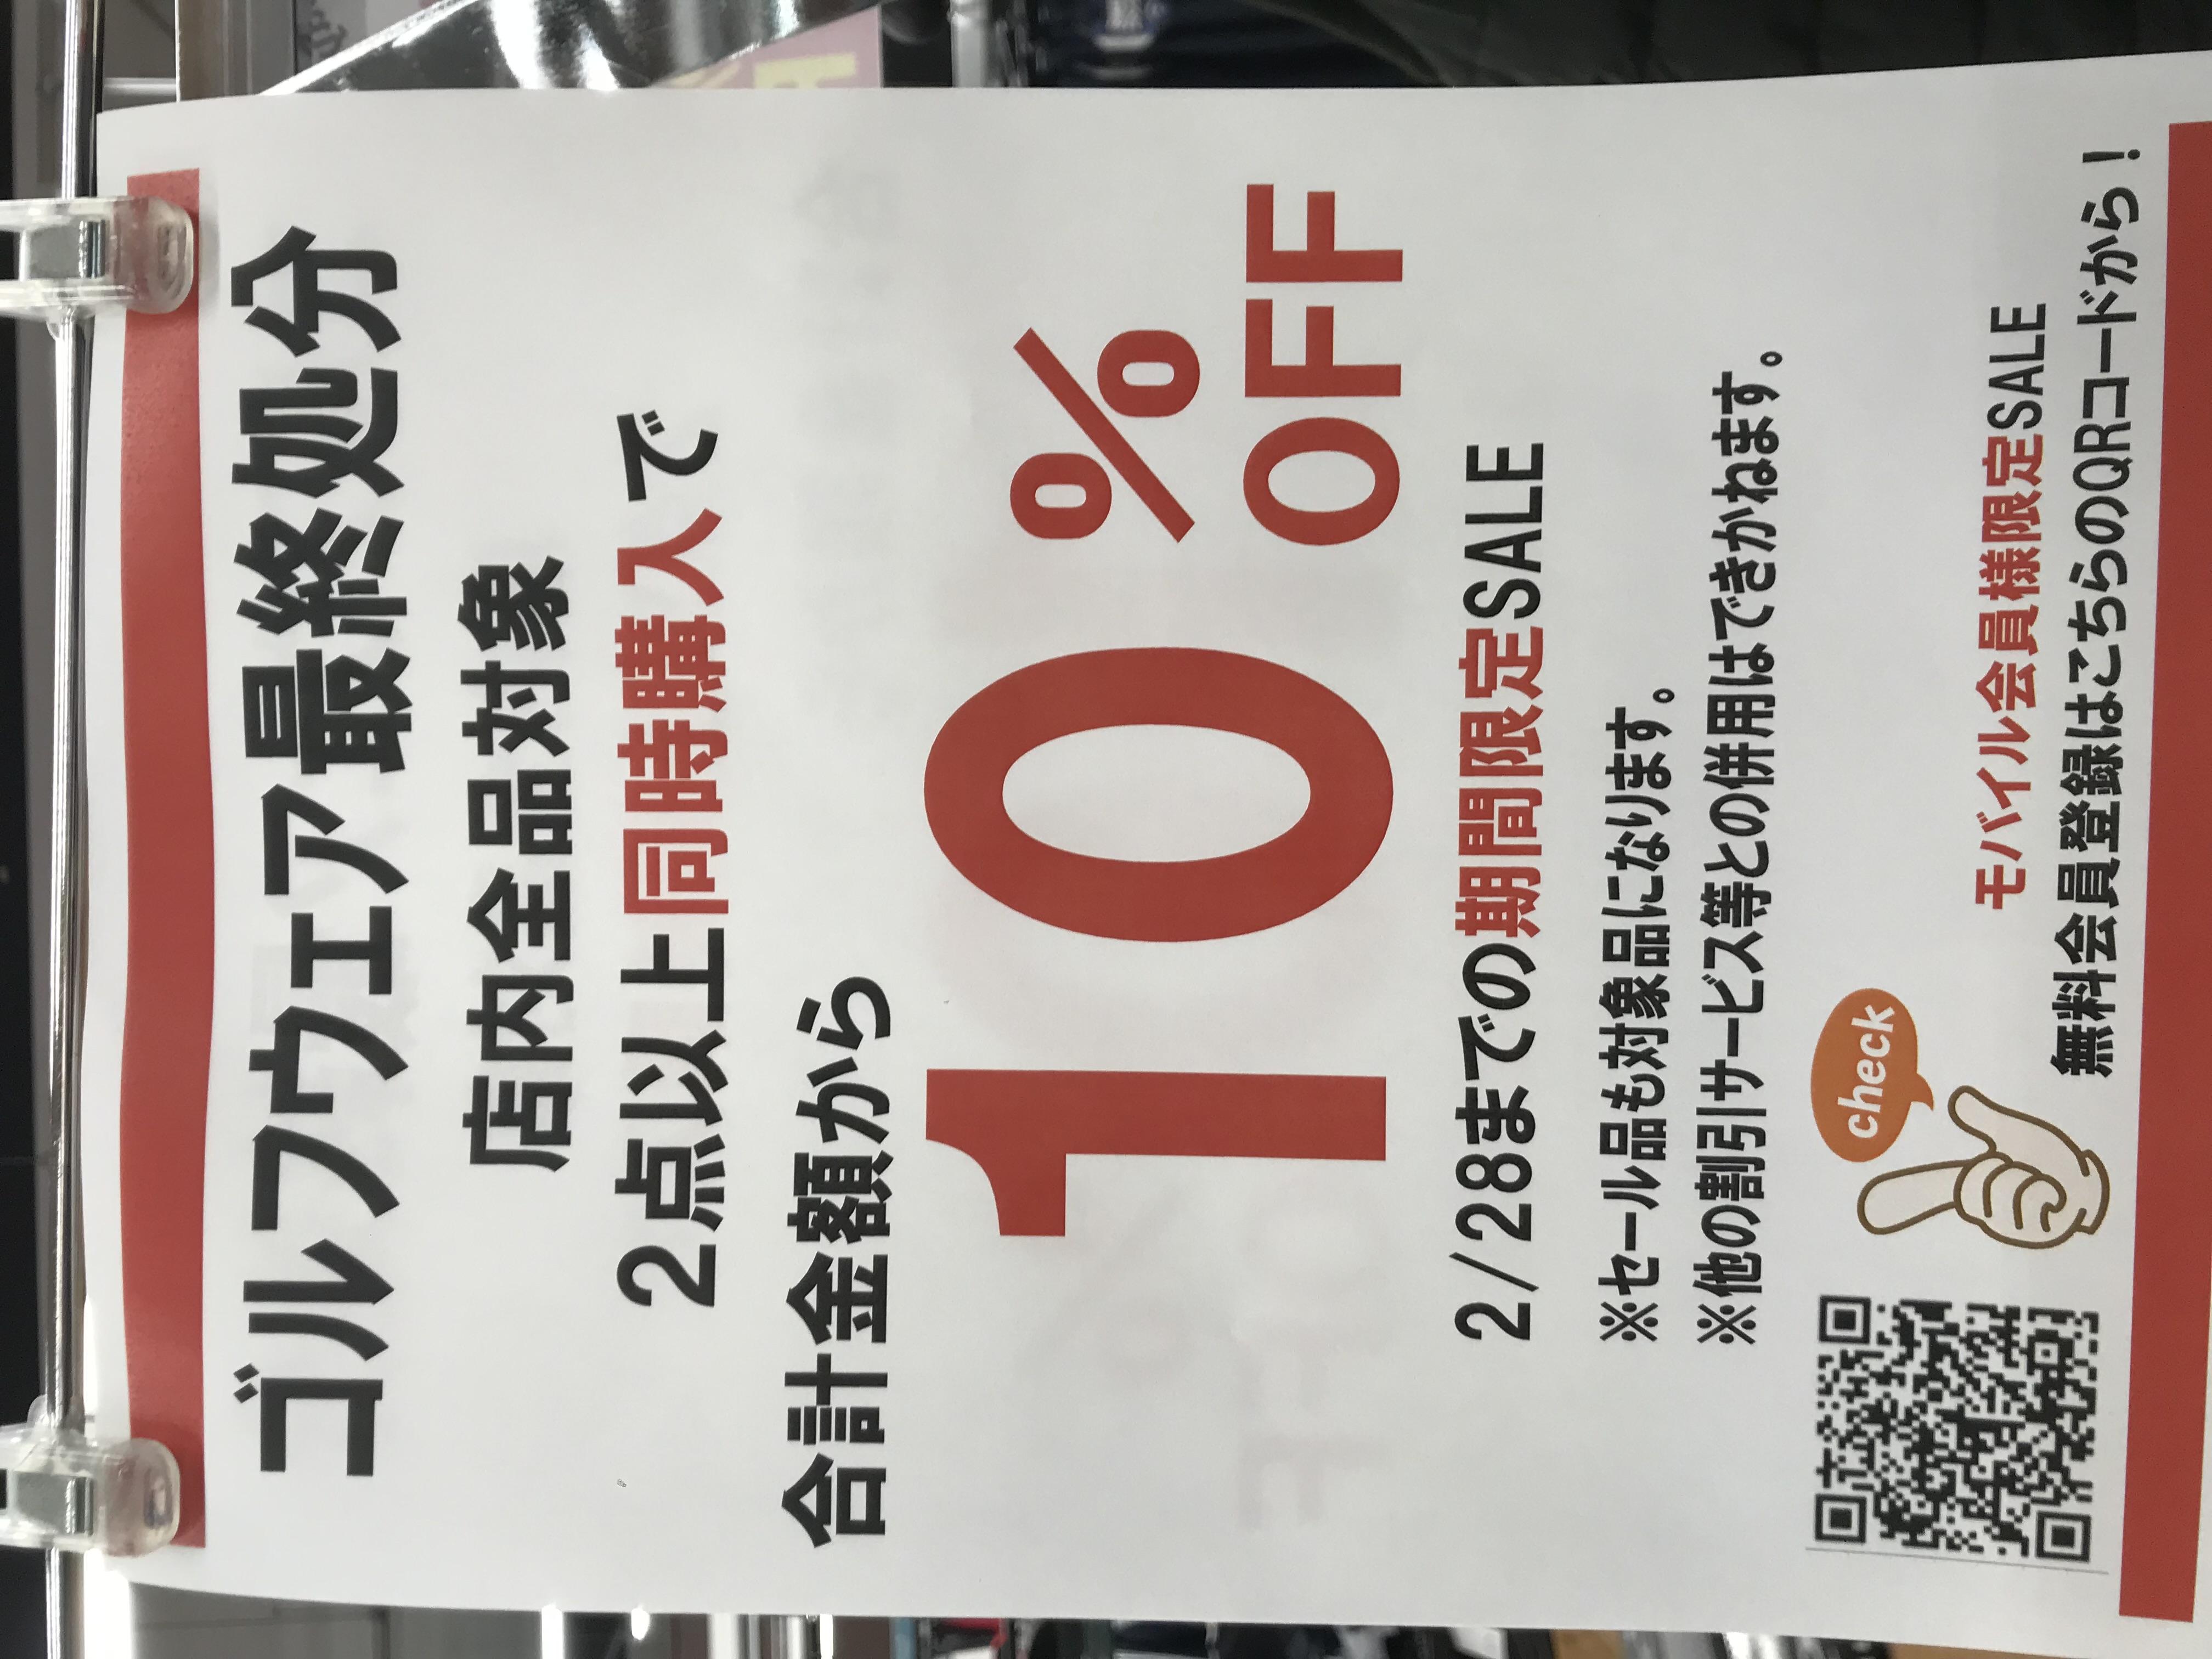 ゴルフウェア最終処分
店内全品対象
2点以上同時購入で
合計金額から
10%OFF
2/28までの期間限定SALE
※セール品も対象品になります。
※他の割引サービス等との併用はできかねます。
check
モバイル会員様限定SALE
無料会員登録はこちらのQRコードから！